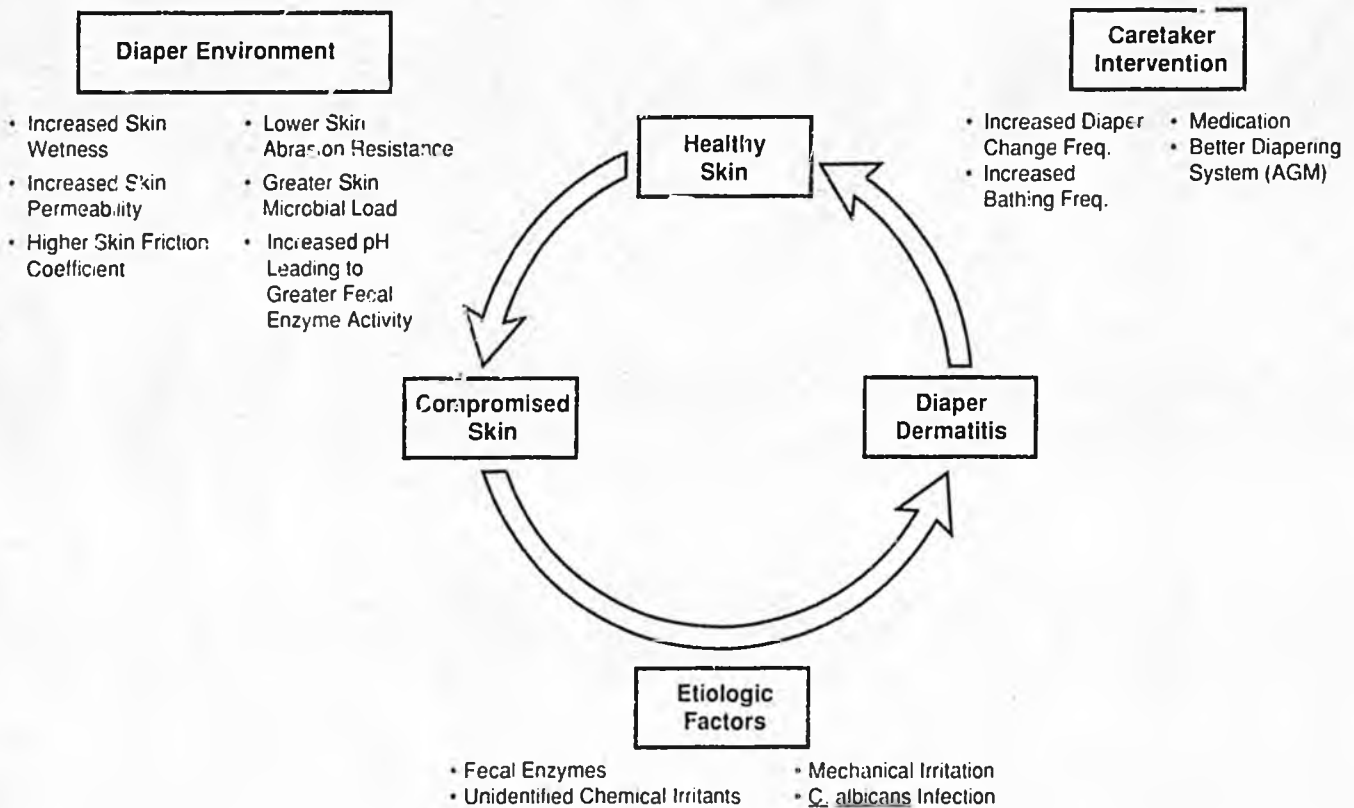 Diaper Environment
• Increased Skin
Wetness
• Increased Skin
Permeability
• Higher Skin Friction
Coefficient
• Lower Skin
Abrasion Resistance
• Greater Skin
Microbial Load
• Increased pH
Leading to
Greater Fecal
Enzyme Activity
Caretaker
Intervention
• Increased Diaper
Change Freq.
• Increased
Bathing Freq.
• Medication
• Better Diapering
System (AGM)
Healthy
Skin
Compromised
Skin
Diaper
Dermatitis
Etiologic
Factors
• Fecal Enzymes
• Unidentified Chemical Irritants
• Mechanical Irritation
• C. albicans Infection